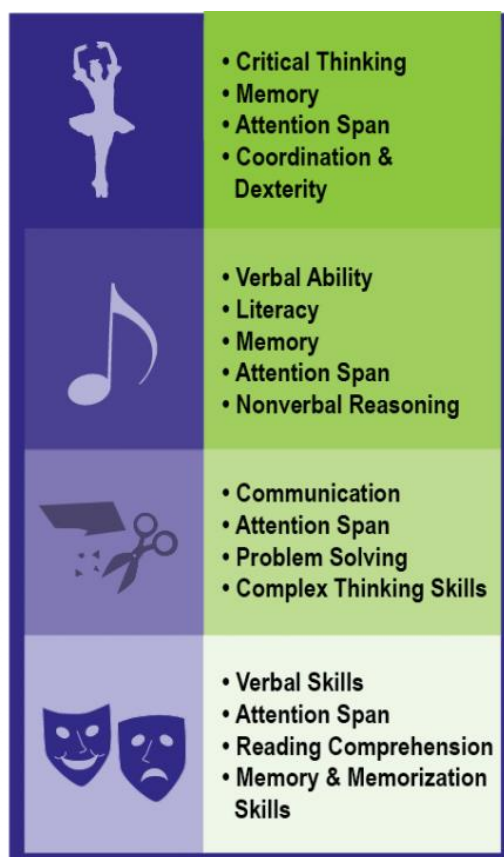 • Critical Thinking
• Memory
• Attention Span
• Coordination &
Dexterity
• Verbal Ability
• Literacy
• Memory
• Attention Span
• Nonverbal Reasoning
• Communication
• Attention Span
• Problem Solving
• Complex Thinking Skills
• Verbal Skills
• Attention Span
• Reading Comprehension
• Memory & Memorization
Skills